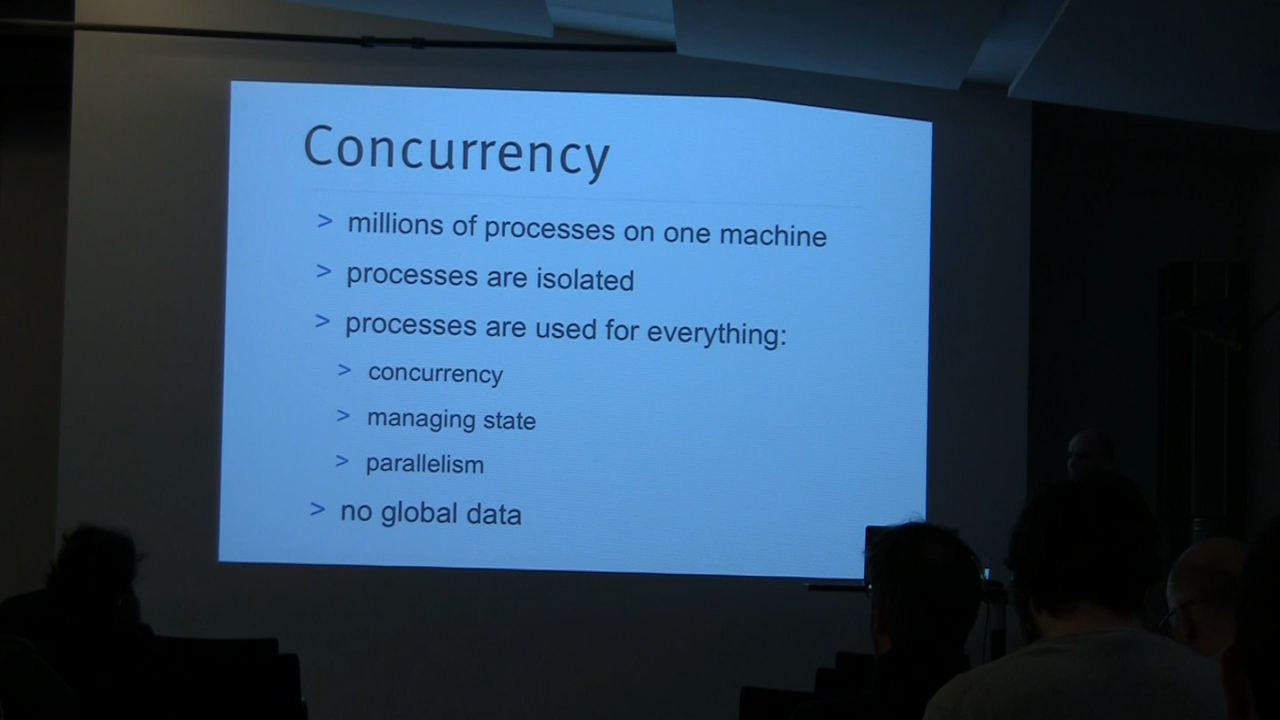 Concurrency
> millions of processes on one machine
> processes are isolated
> processes are used for everything:
> concurrency
> managing state
> parallelism
> no global data